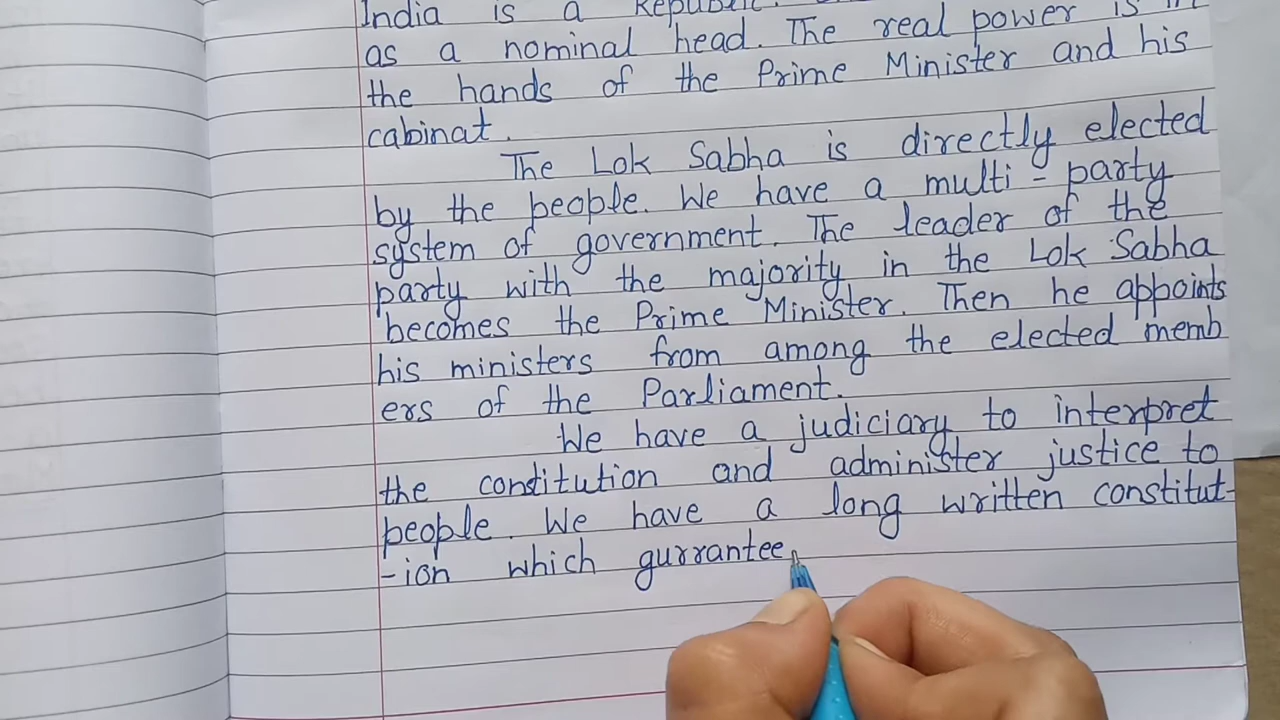 India is a Republic.
as a nominal head. The real power is in
the hands of the Prime Minister and his
cabinat.
The Lok Sabha is directly elected
by the people. We have a multi - party
system of government. The leader of the
party with the majority in the Lok Sabha
becomes the Prime Minister. Then he appoints
his ministers from among the elected memb
ers of the Parliament.
We have a judiciary to interpret
the constitution and administer justice to
people. We have a long written constitut-
-ion which gurrantee